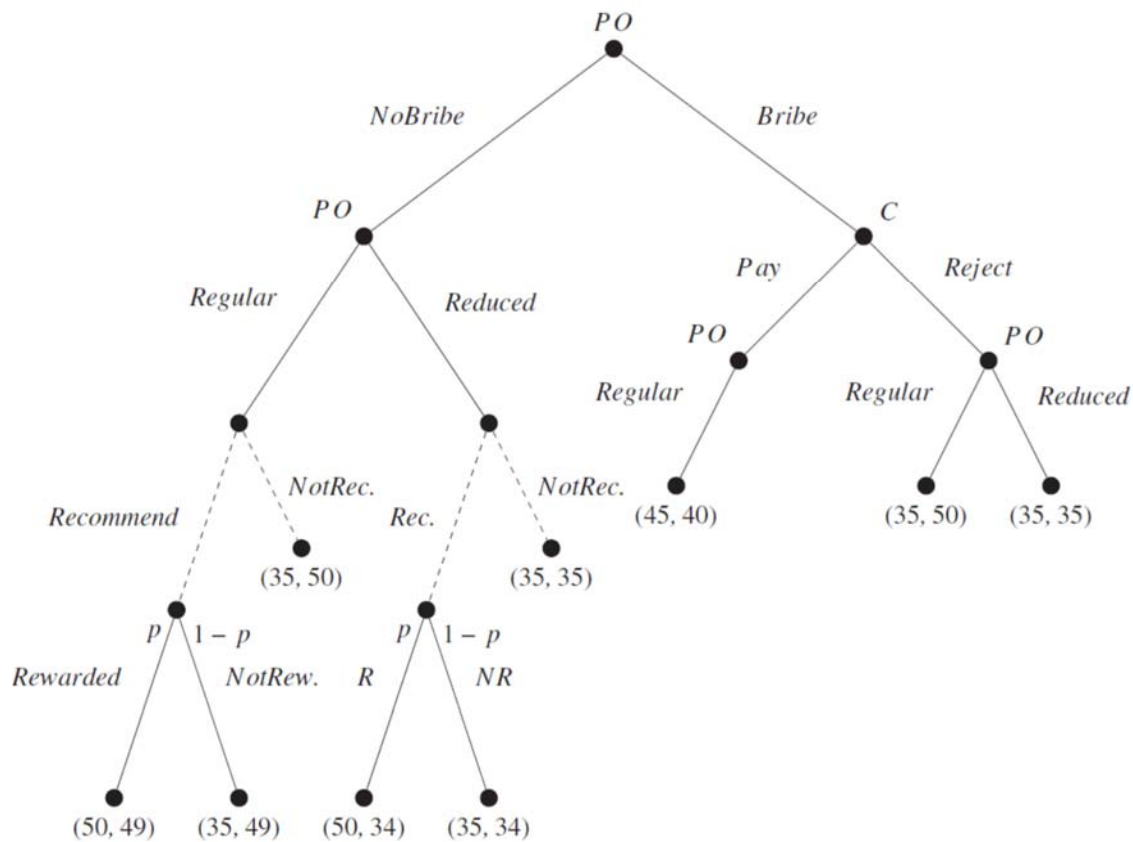 PO
NoBribe
Bribe
PO
C
Regular
Reduced
Pay
Reject
PO
PO
Regular
Regular
Reduced
Recommend
NotRec.
Rec.
NotRec.
(45, 40)
(35, 50)
(35, 35)
(35, 50)
(35, 35)
p
1 − p
p
1 − p
Rewarded
NotRew.
R
NR
(50, 49)
(35, 49)
(50, 34)
(35, 34)